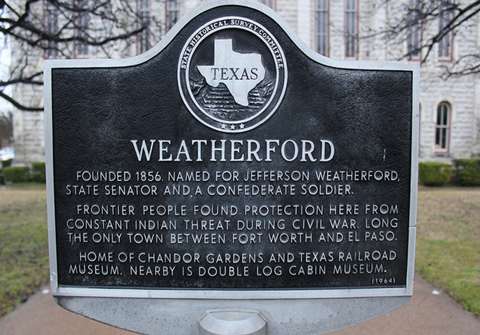 STATE HISTORICAL SURVEY COMMITTEE
TEXAS
WEATHERFORD
FOUNDED 1856. NAMED FOR JEFFERSON WEATHERFORD,
STATE SENATOR AND A CONFEDERATE SOLDIER.
FRONTIER PEOPLE FOUND PROTECTION HERE FROM
CONSTANT INDIAN THREAT DURING CIVIL WAR. LONG
THE ONLY TOWN BETWEEN FORT WORTH AND EL PASO.
HOME OF CHANDOR GARDENS AND TEXAS RAILROAD
MUSEUM. NEARBY IS DOUBLE LOG CABIN MUSEUM.
(1964)